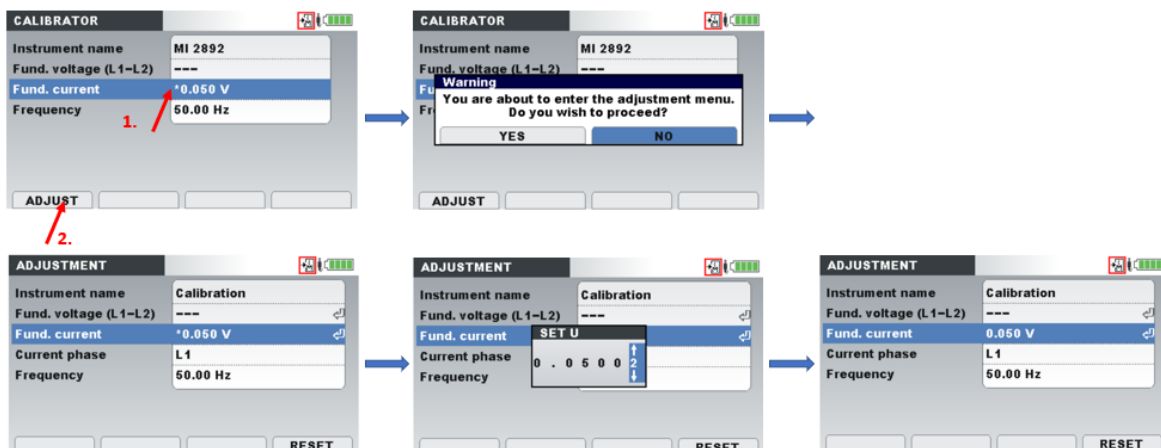 CALIBRATOR
Instrument name MI 2892
Fund. voltage (L1-L2) ---
Fund. current *0.050 V
Frequency 50.00 Hz
1.
ADJUST
2.
CALIBRATOR
Instrument name MI 2892
Fund. voltage (L1-L2) ---
Fu
Fr
Warning
You are about to enter the adjustment menu.
Do you wish to proceed?
YES NO
ADJUST
ADJUSTMENT
Instrument name Calibration
Fund. voltage (L1-L2) ---
Fund. current *0.050 V
Current phase L1
Frequency 50.00 Hz
RESET
ADJUSTMENT
Instrument name Calibration
Fund. voltage (L1-L2) ---
Fund. current
Current phase
Frequency
SET U
0 . 0 5 0 0 2
RESET
ADJUSTMENT
Instrument name Calibration
Fund. voltage (L1-L2) ---
Fund. current 0.050 V
Current phase L1
Frequency 50.00 Hz
RESET